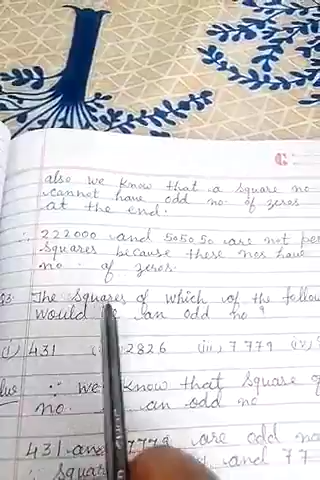 also we know that a square no
cannot have odd no. of zeros
at the end.
∴ 222000 and 505050 are not per
squares because these nos have
no. of zeros.
Q3. The squares of which of the follow
would an odd no ?
(i) 431 2826 (iii) 7779 (iv)
∵ we know that square of
no. an odd no
431 and 7779 are odd no
∴ squa and 77